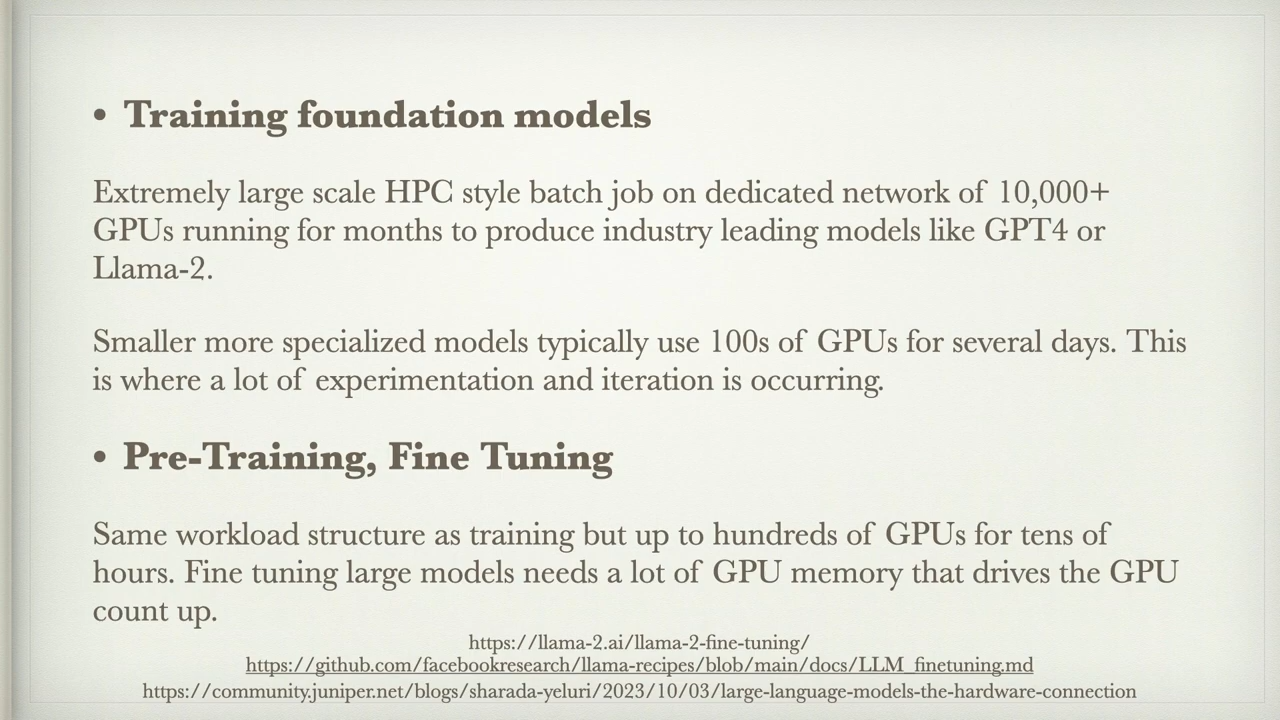 • Training foundation models
Extremely large scale HPC style batch job on dedicated network of 10,000+
GPUs running for months to produce industry leading models like GPT4 or
Llama-2.
Smaller more specialized models typically use 100s of GPUs for several days. This
is where a lot of experimentation and iteration is occurring.
• Pre-Training, Fine Tuning
Same workload structure as training but up to hundreds of GPUs for tens of
hours. Fine tuning large models needs a lot of GPU memory that drives the GPU
count up.
https://llama-2.ai/llama-2-fine-tuning/
https://github.com/facebookresearch/llama-recipes/blob/main/docs/LLM_finetuning.md
https://community.juniper.net/blogs/sharada-yeluri/2023/10/03/large-language-models-the-hardware-connection